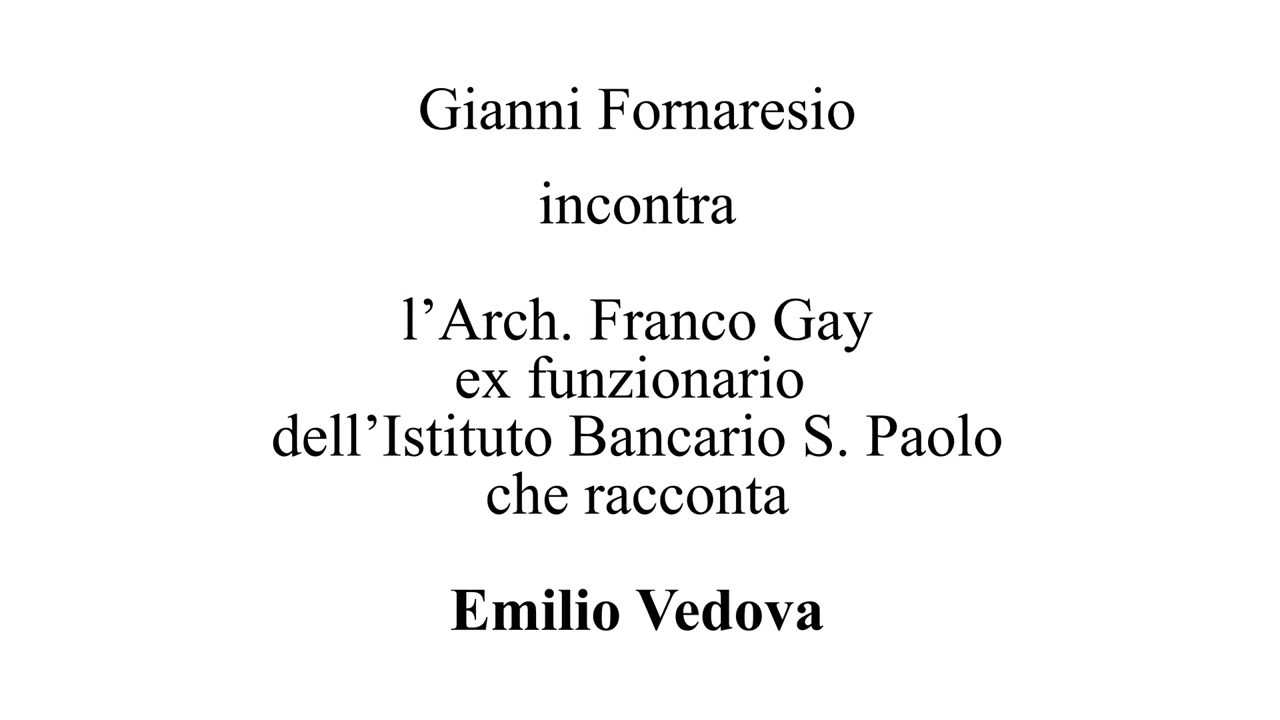 Gianni Fornaresio
incontra
l’Arch. Franco Gay
ex funzionario
dell’Istituto Bancario S. Paolo
che racconta
Emilio Vedova